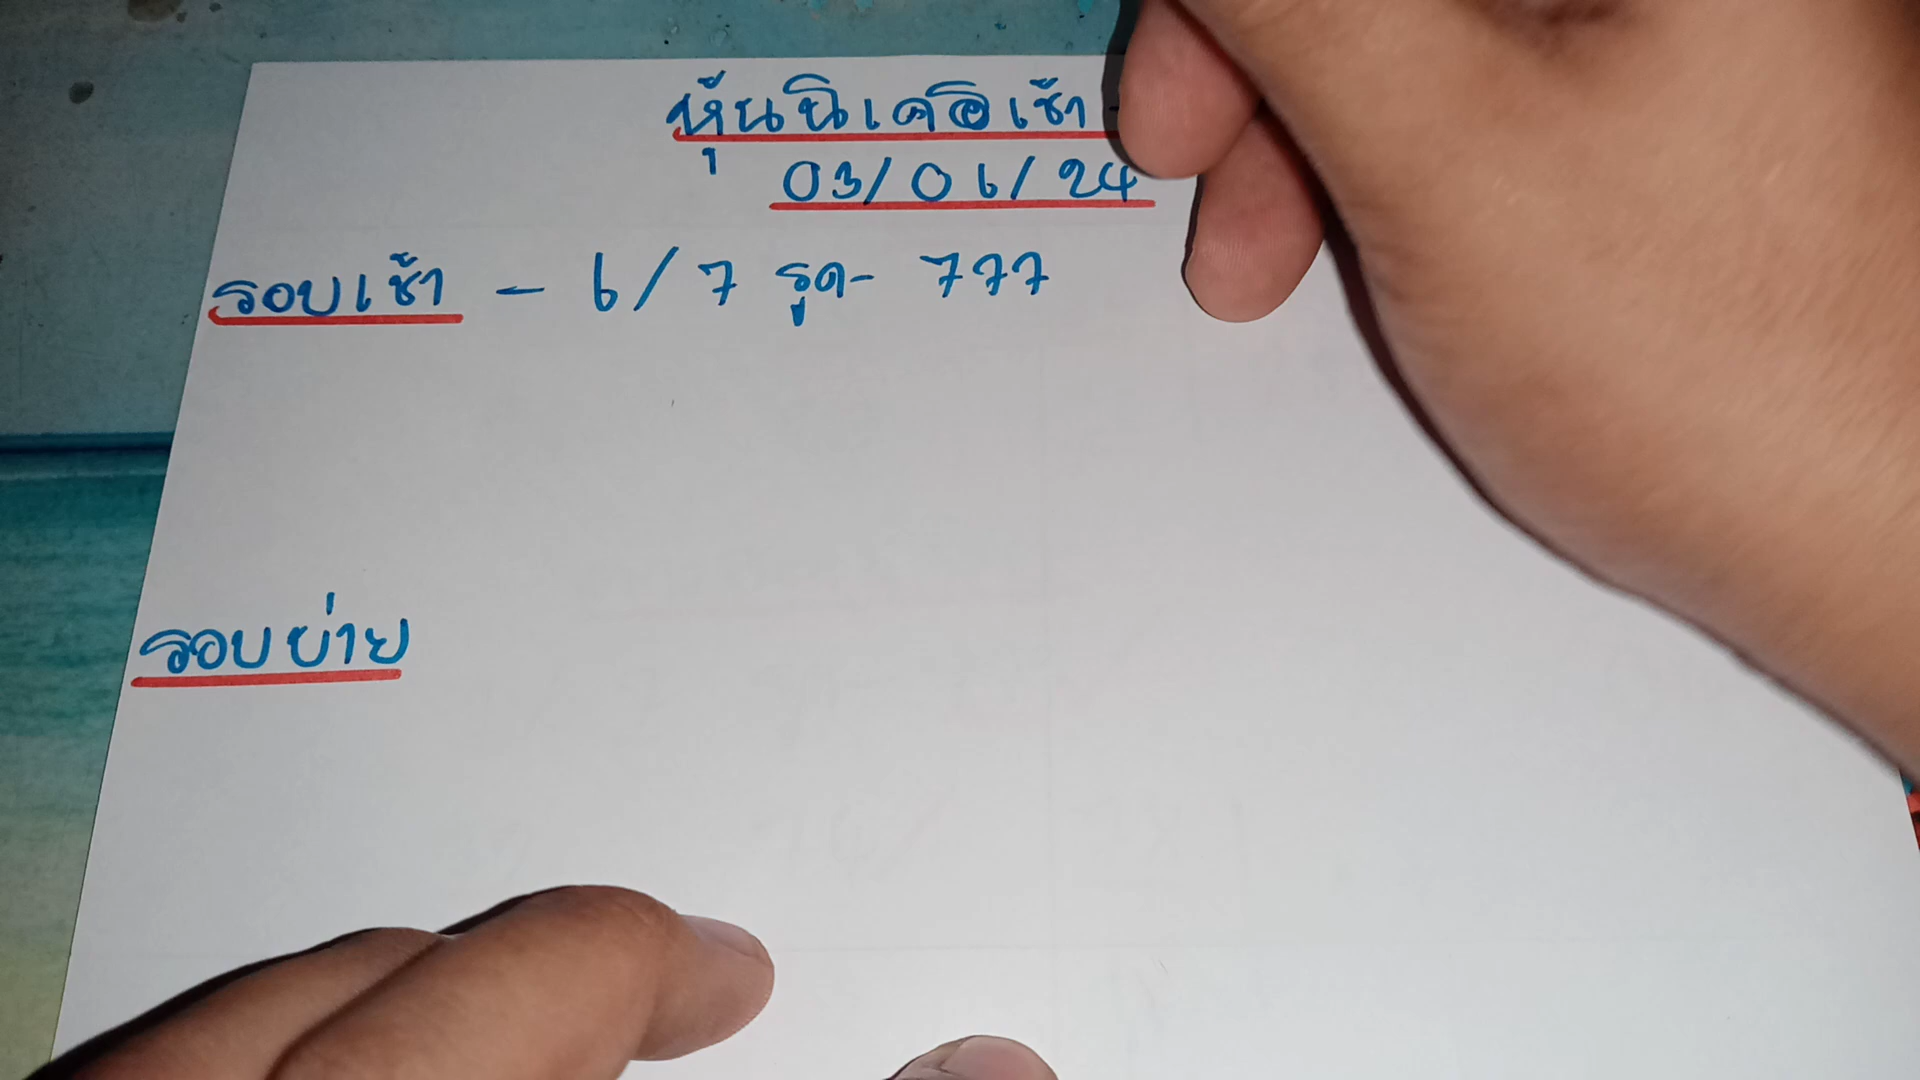 หุ้นนิเคอิเช้า -
03/06/24
รอบเช้า - 6/7 รูด- 777
รอบบ่าย